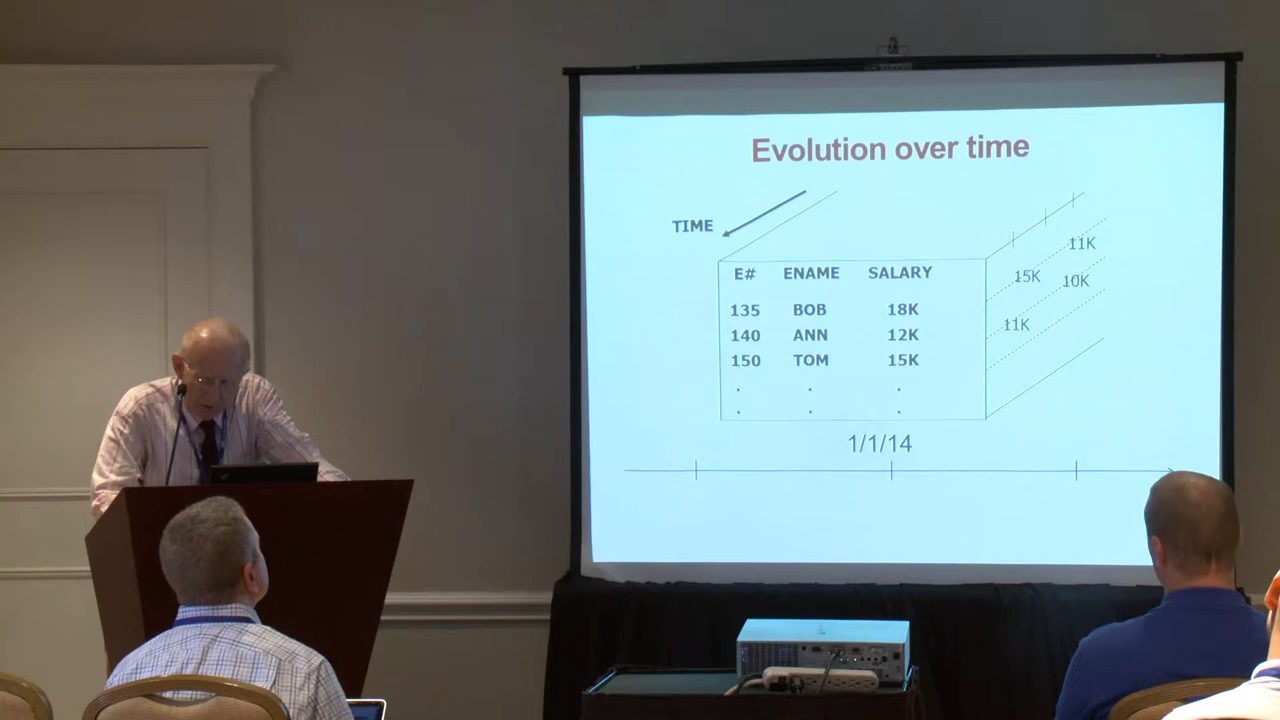 Evolution over time
TIME
E# ENAME SALARY
135 BOB 18K
140 ANN 12K
150 TOM 15K
. . .
. . .
11K
15K 10K
11K
1/1/14